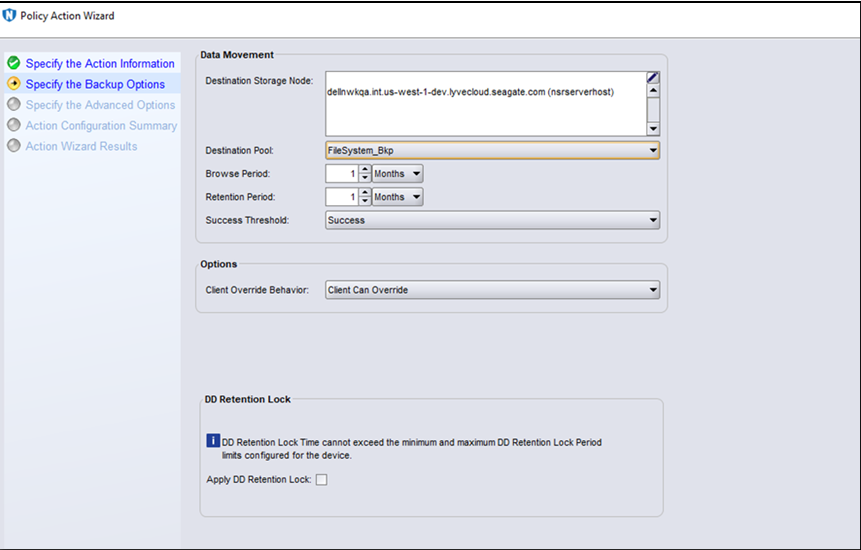 Policy Action Wizard
Specify the Action Information
Specify the Backup Options
Specify the Advanced Options
Action Configuration Summary
Action Wizard Results
Data Movement
Destination Storage Node:
dellnwkqa.int.us-west-1-dev.lyvecloud.seagate.com (nsrserverhost)
Destination Pool: FileSystem_Bkp
Browse Period: 1 Months
Retention Period: 1 Months
Success Threshold: Success
Options
Client Override Behavior: Client Can Override
DD Retention Lock
DD Retention Lock Time cannot exceed the minimum and maximum DD Retention Lock Period
limits configured for the device.
Apply DD Retention Lock: